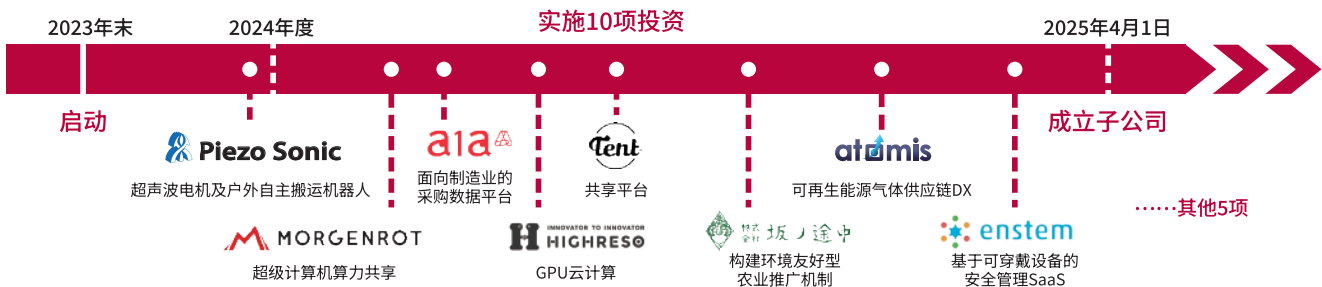 2023年末
2024年度
实施10项投资
2025年4月1日
启动
成立子公司
Piezo Sonic
超声波电机及户外自主搬运机器人
a1a
面向制造业的
采购数据平台
Tent
共享平台
atomis
可再生能源气体供应链DX
……其他5项
MORGENROT
超级计算机算力共享
INNOVATOR TO INNOVATOR
HIGHRESO
GPU云计算
株式
会社
坂ノ途中
构建环境友好型
农业推广机制
enstem
基于可穿戴设备的
安全管理SaaS